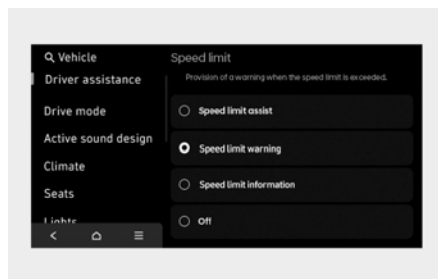 Vehicle
Driver assistance
Drive mode
Active sound design
Climate
Seats
Lights
Speed limit
Provision of a warning when the speed limit is exceeded.
Speed limit assist
Speed limit warning
Speed limit information
Off